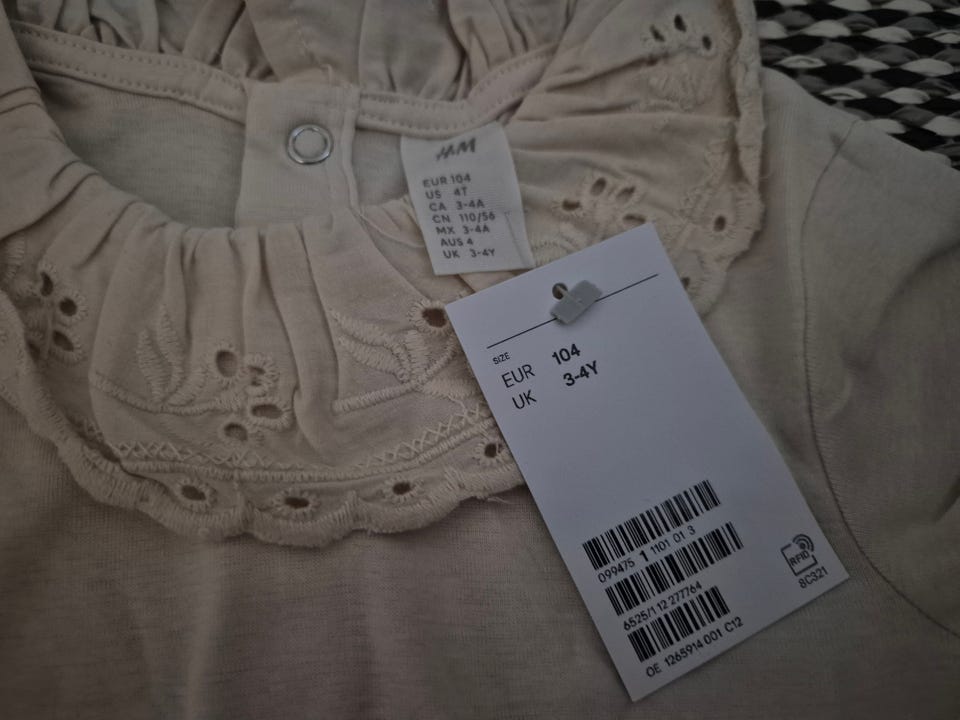 H&M
EUR 104
US 4T
CA 3-4A
CN 110/56
MX 3-4A
AUS 4
UK 3-4Y
SIZE
EUR 104
UK 3-4Y
099475 1 1101 01 3
6525/1 12 277764
OE 1265914 001 C12
RFID
8C321